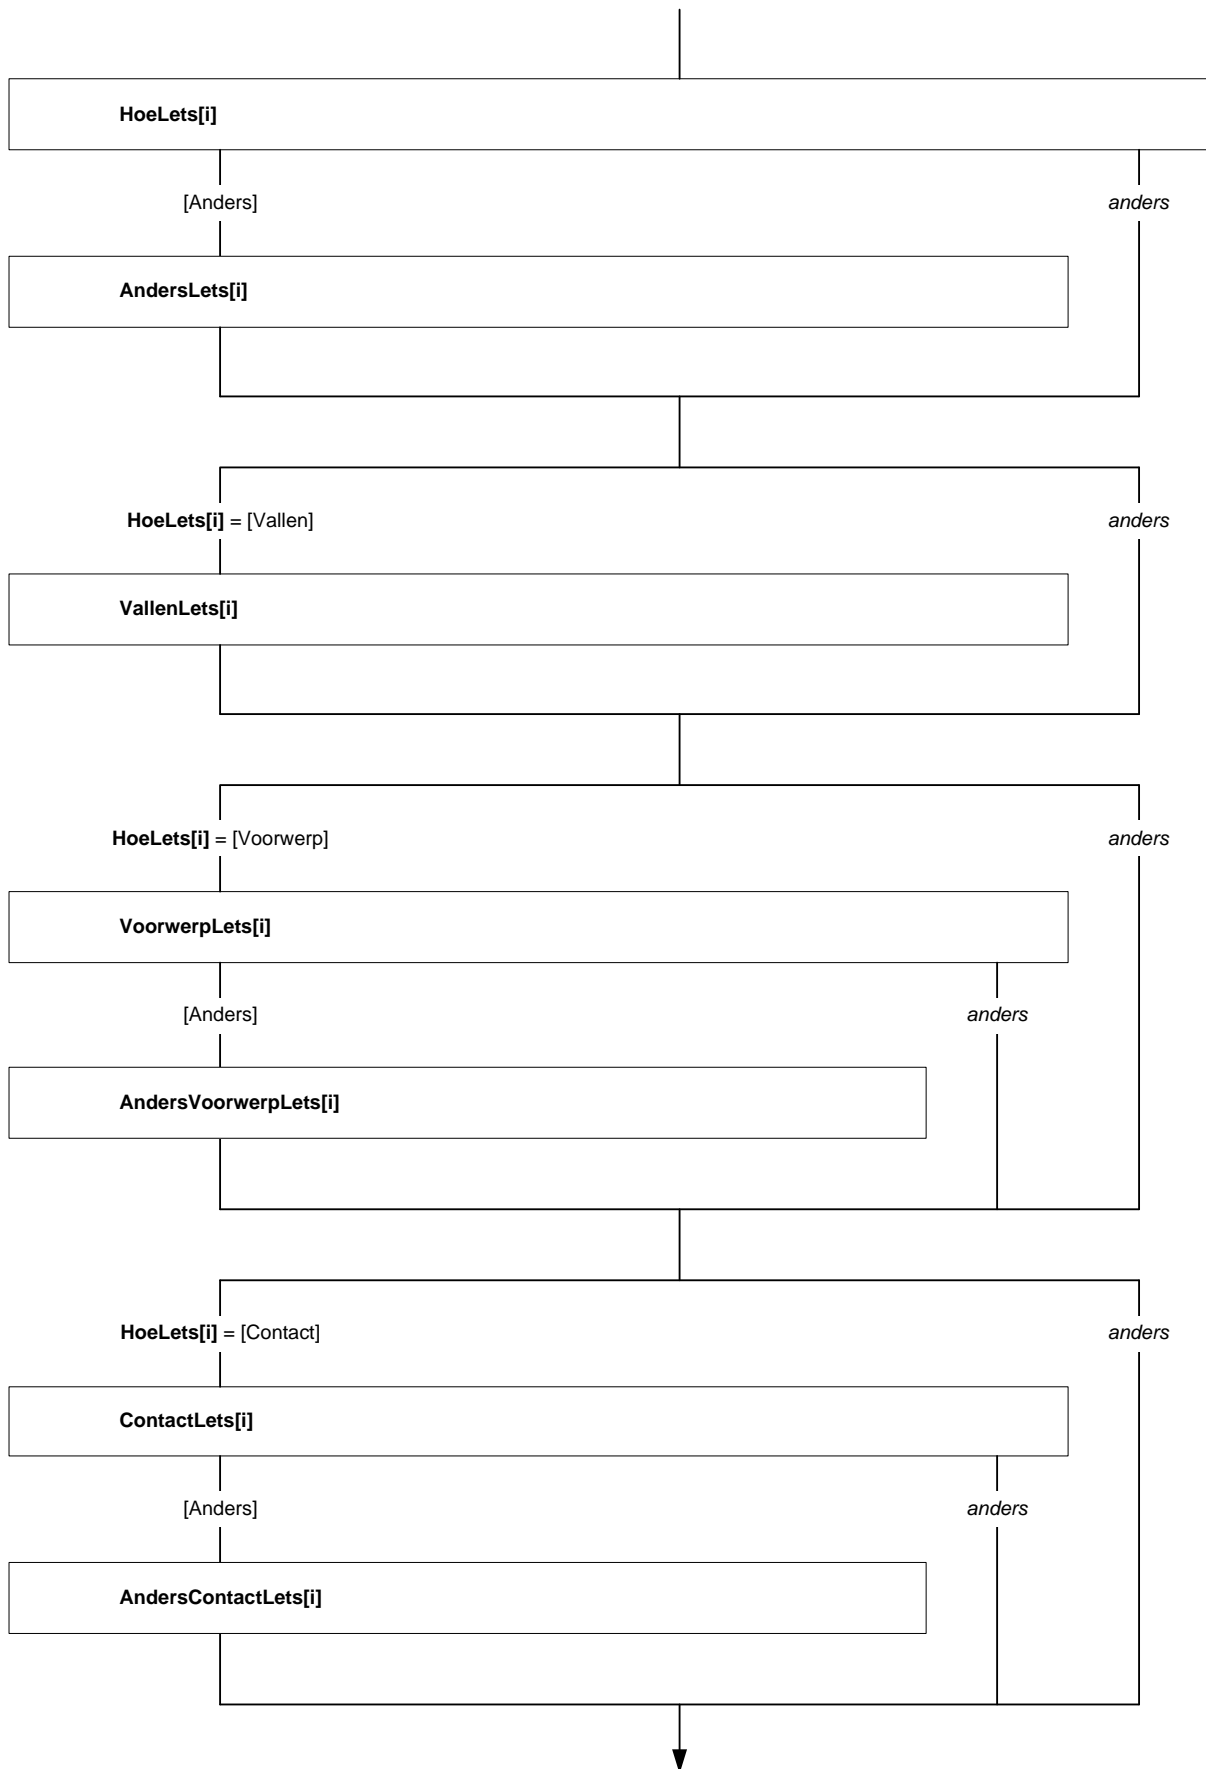 HoeLets[i]
[Anders] anders
AndersLets[i]
HoeLets[i] = [Vallen] anders
VallenLets[i]
HoeLets[i] = [Voorwerp] anders
VoorwerpLets[i]
[Anders] anders
AndersVoorwerpLets[i]
HoeLets[i] = [Contact] anders
ContactLets[i]
[Anders] anders
AndersContactLets[i]